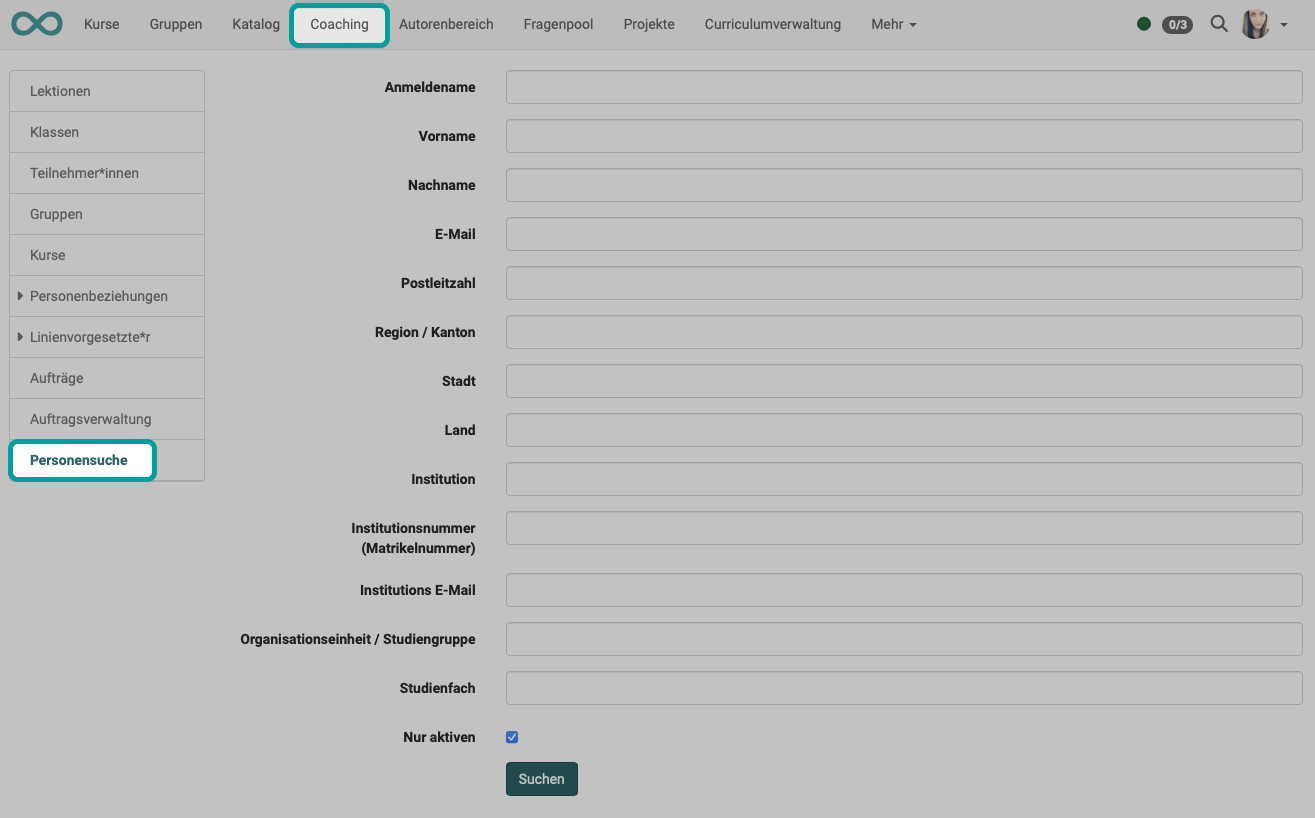 Kurse Gruppen Katalog Coaching Autorenbereich Fragenpool Projekte Curriculumverwaltung Mehr 0/3
Lektionen
Klassen
Teilnehmer*innen
Gruppen
Kurse
Personenbeziehungen
Linienvorgesetzte*r
Aufträge
Auftragsverwaltung
Personensuche
Anmeldename
Vorname
Nachname
E-Mail
Postleitzahl
Region / Kanton
Stadt
Land
Institution
Institutionsnummer
(Matrikelnummer)
Institutions E-Mail
Organisationseinheit / Studiengruppe
Studienfach
Nur aktiven
Suchen